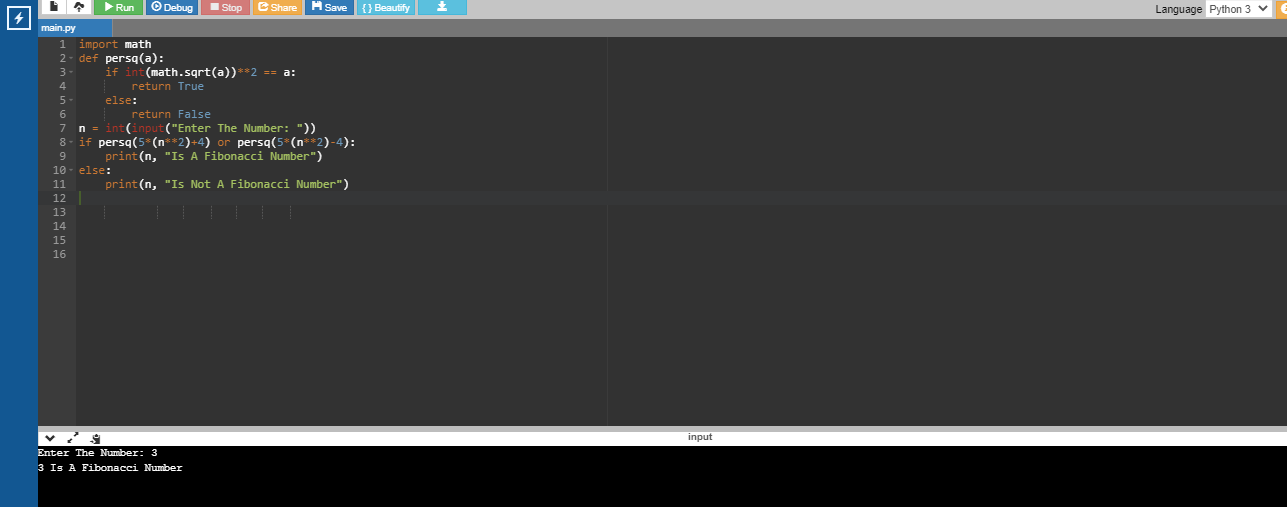 Run Debug Stop Share Save { } Beautify Language Python 3
main.py
1 import math
2 def persq(a):
3     if int(math.sqrt(a))**2 == a:
4         return True
5     else:
6         return False
7 n = int(input("Enter The Number: "))
8 if persq(5*(n**2)+4) or persq(5*(n**2)-4):
9     print(n, "Is A Fibonacci Number")
10 else:
11     print(n, "Is Not A Fibonacci Number")
12
13
14
15
16
input
Enter The Number: 3
3 Is A Fibonacci Number